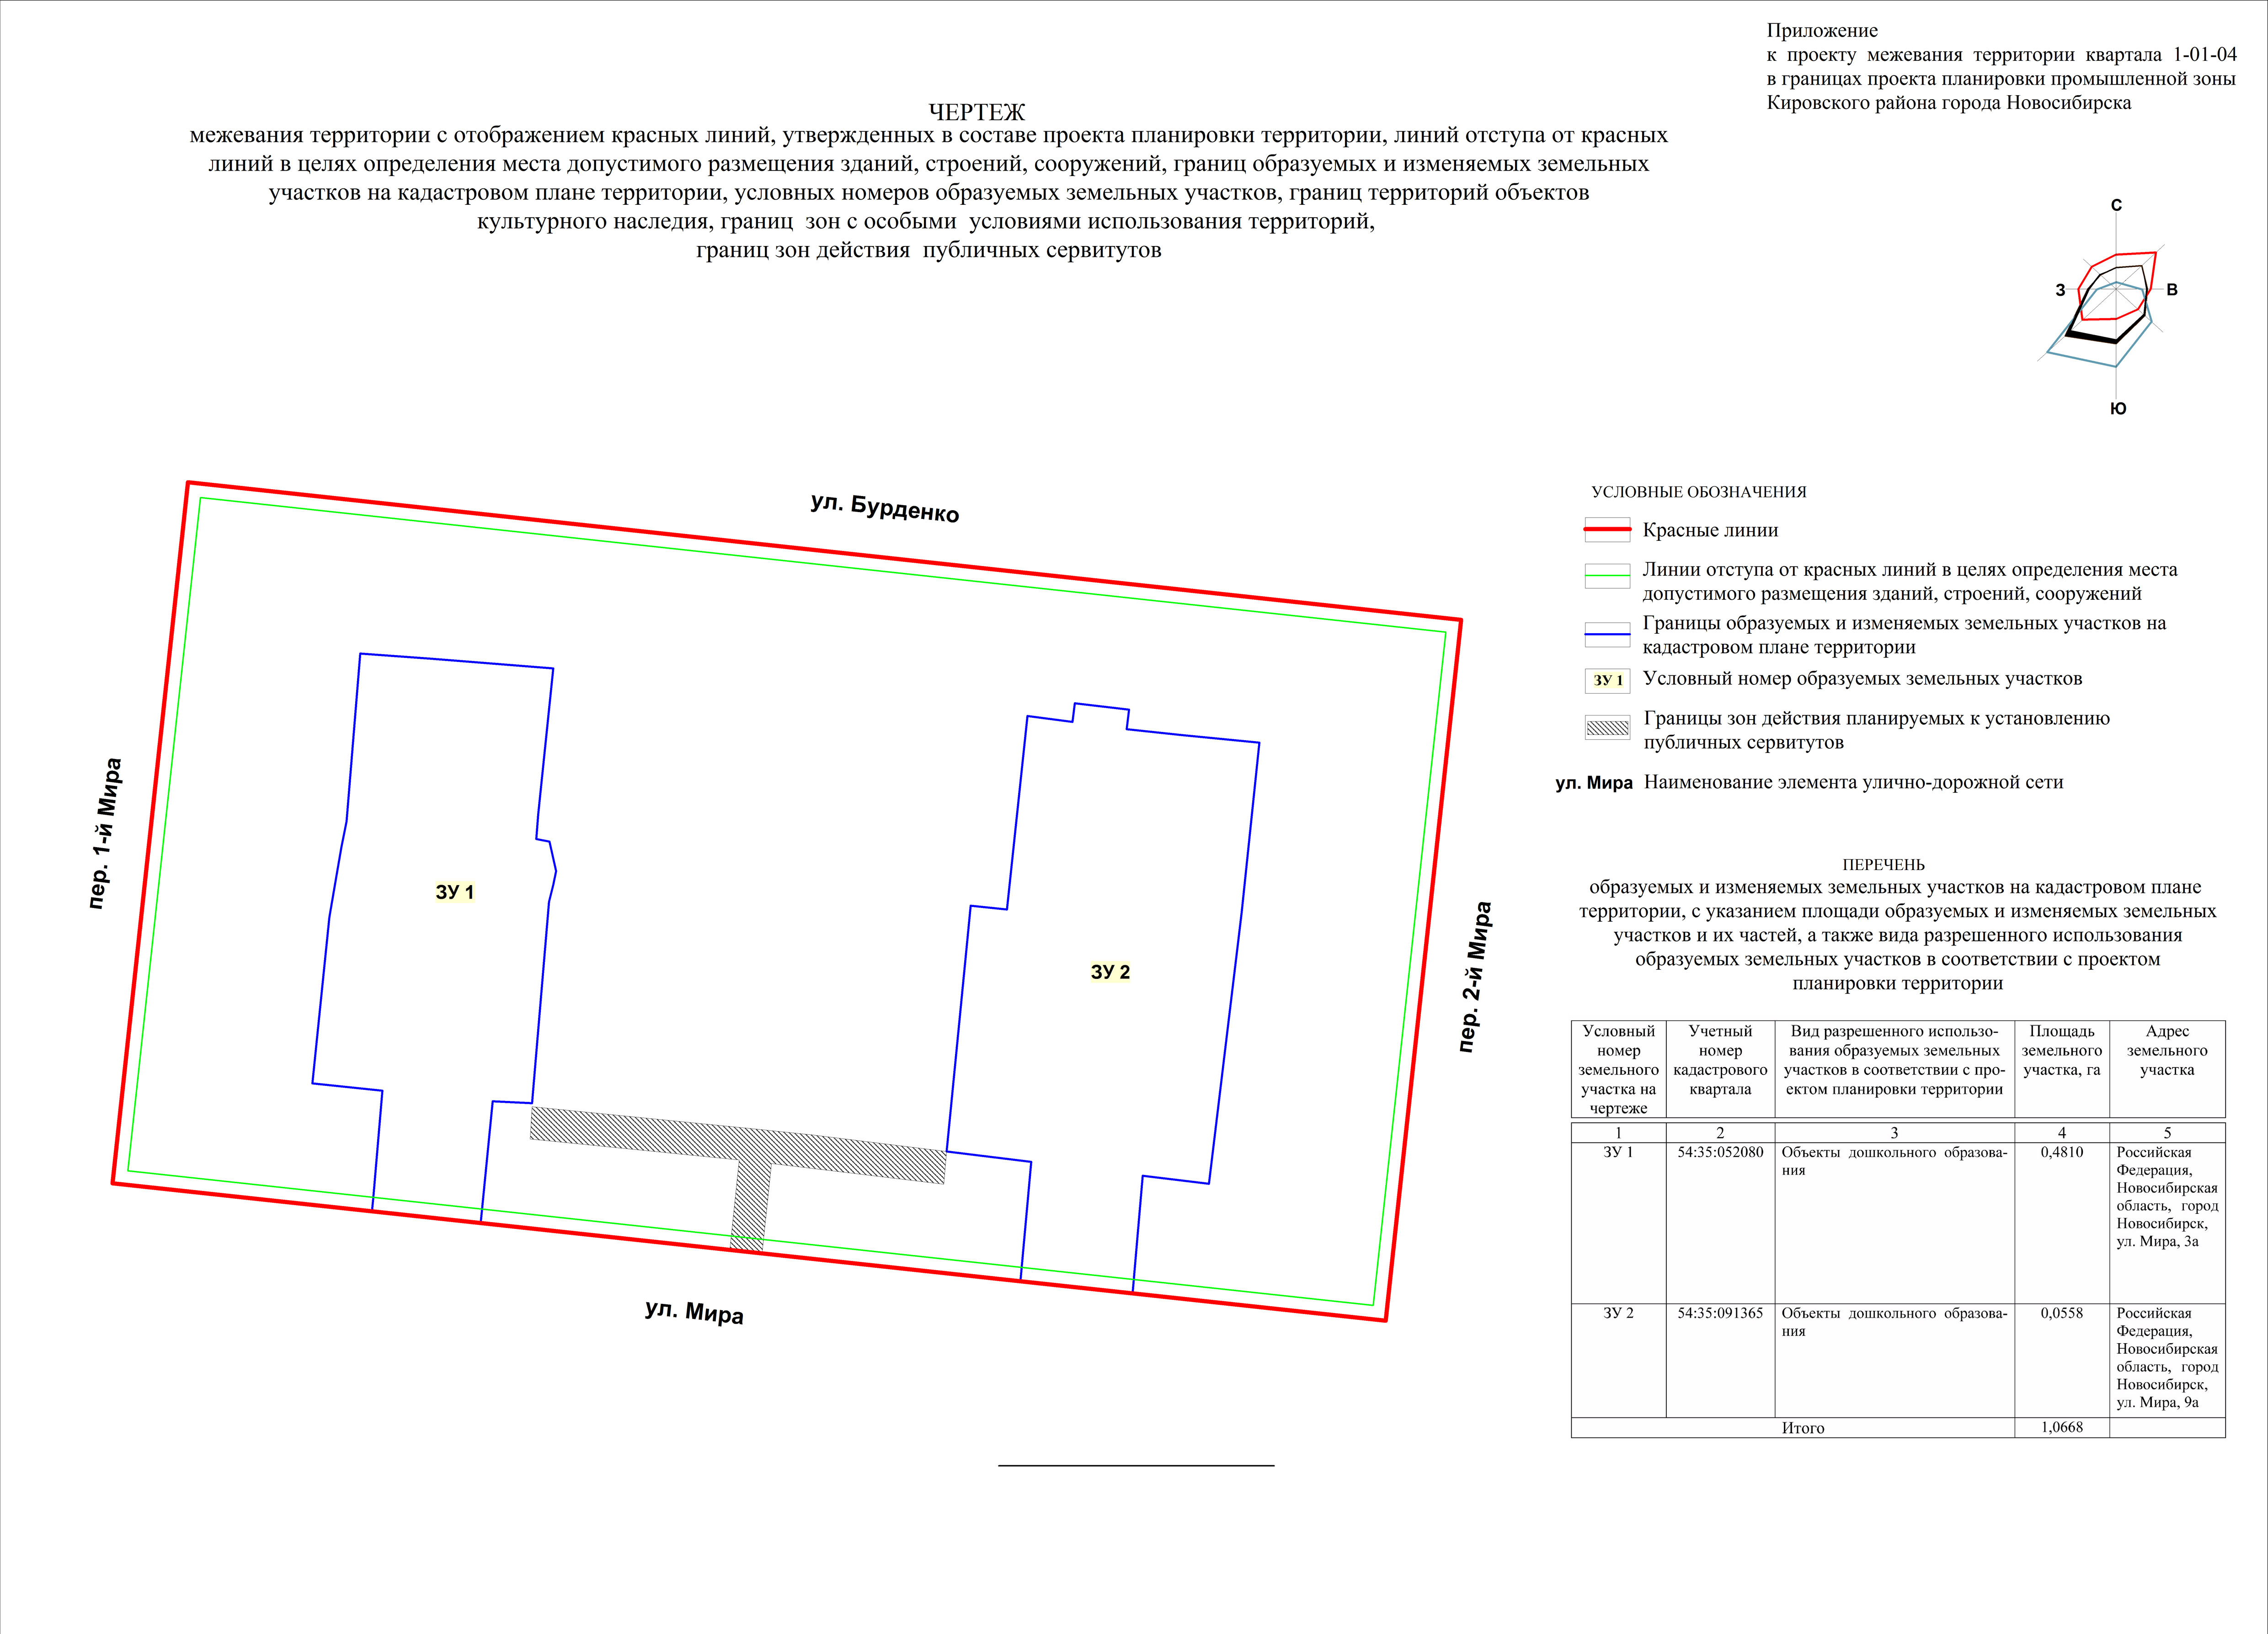 Приложение
к проекту межевания территории квартала 1-01-04
в границах проекта планировки промышленной зоны
Кировского района города Новосибирска
ЧЕРТЕЖ
межевания территории с отображением красных линий, утвержденных в составе проекта планировки территории, линий отступа от красных
линий в целях определения места допустимого размещения зданий, строений, сооружений, границ образуемых и изменяемых земельных
участков на кадастровом плане территории, условных номеров образуемых земельных участков, границ территорий объектов
культурного наследия, границ зон с особыми условиями использования территорий,
границ зон действия публичных сервитутов
С
З
В
Ю
ул. Бурденко
пер. 1-й Мира
ЗУ 1
ЗУ 2
пер. 2-й Мира
ул. Мира
УСЛОВНЫЕ ОБОЗНАЧЕНИЯ
Красные линии
Линии отступа от красных линий в целях определения места
допустимого размещения зданий, строений, сооружений
Границы образуемых и изменяемых земельных участков на
кадастровом плане территории
ЗУ 1 Условный номер образуемых земельных участков
Границы зон действия планируемых к установлению
публичных сервитутов
ул. Мира Наименование элемента улично-дорожной сети
ПЕРЕЧЕНЬ
образуемых и изменяемых земельных участков на кадастровом плане
территории, с указанием площади образуемых и изменяемых земельных
участков и их частей, а также вида разрешенного использования
образуемых земельных участков в соответствии с проектом
планировки территории
Условный
номер
земельного
участка на
чертеже
Учетный
номер
кадастрового
квартала
Вид разрешенного использо-
вания образуемых земельных
участков в соответствии с про-
ектом планировки территории
Площадь
земельного
участка, га
Адрес
земельного
участка
1 2 3 4 5
ЗУ 1
54:35:052080
Объекты дошкольного образова-
ния
0,4810
Российская
Федерация,
Новосибирская
область, город
Новосибирск,
ул. Мира, 3а
ЗУ 2
54:35:091365
Объекты дошкольного образова-
ния
0,0558
Российская
Федерация,
Новосибирская
область, город
Новосибирск,
ул. Мира, 9а
Итого 1,0668